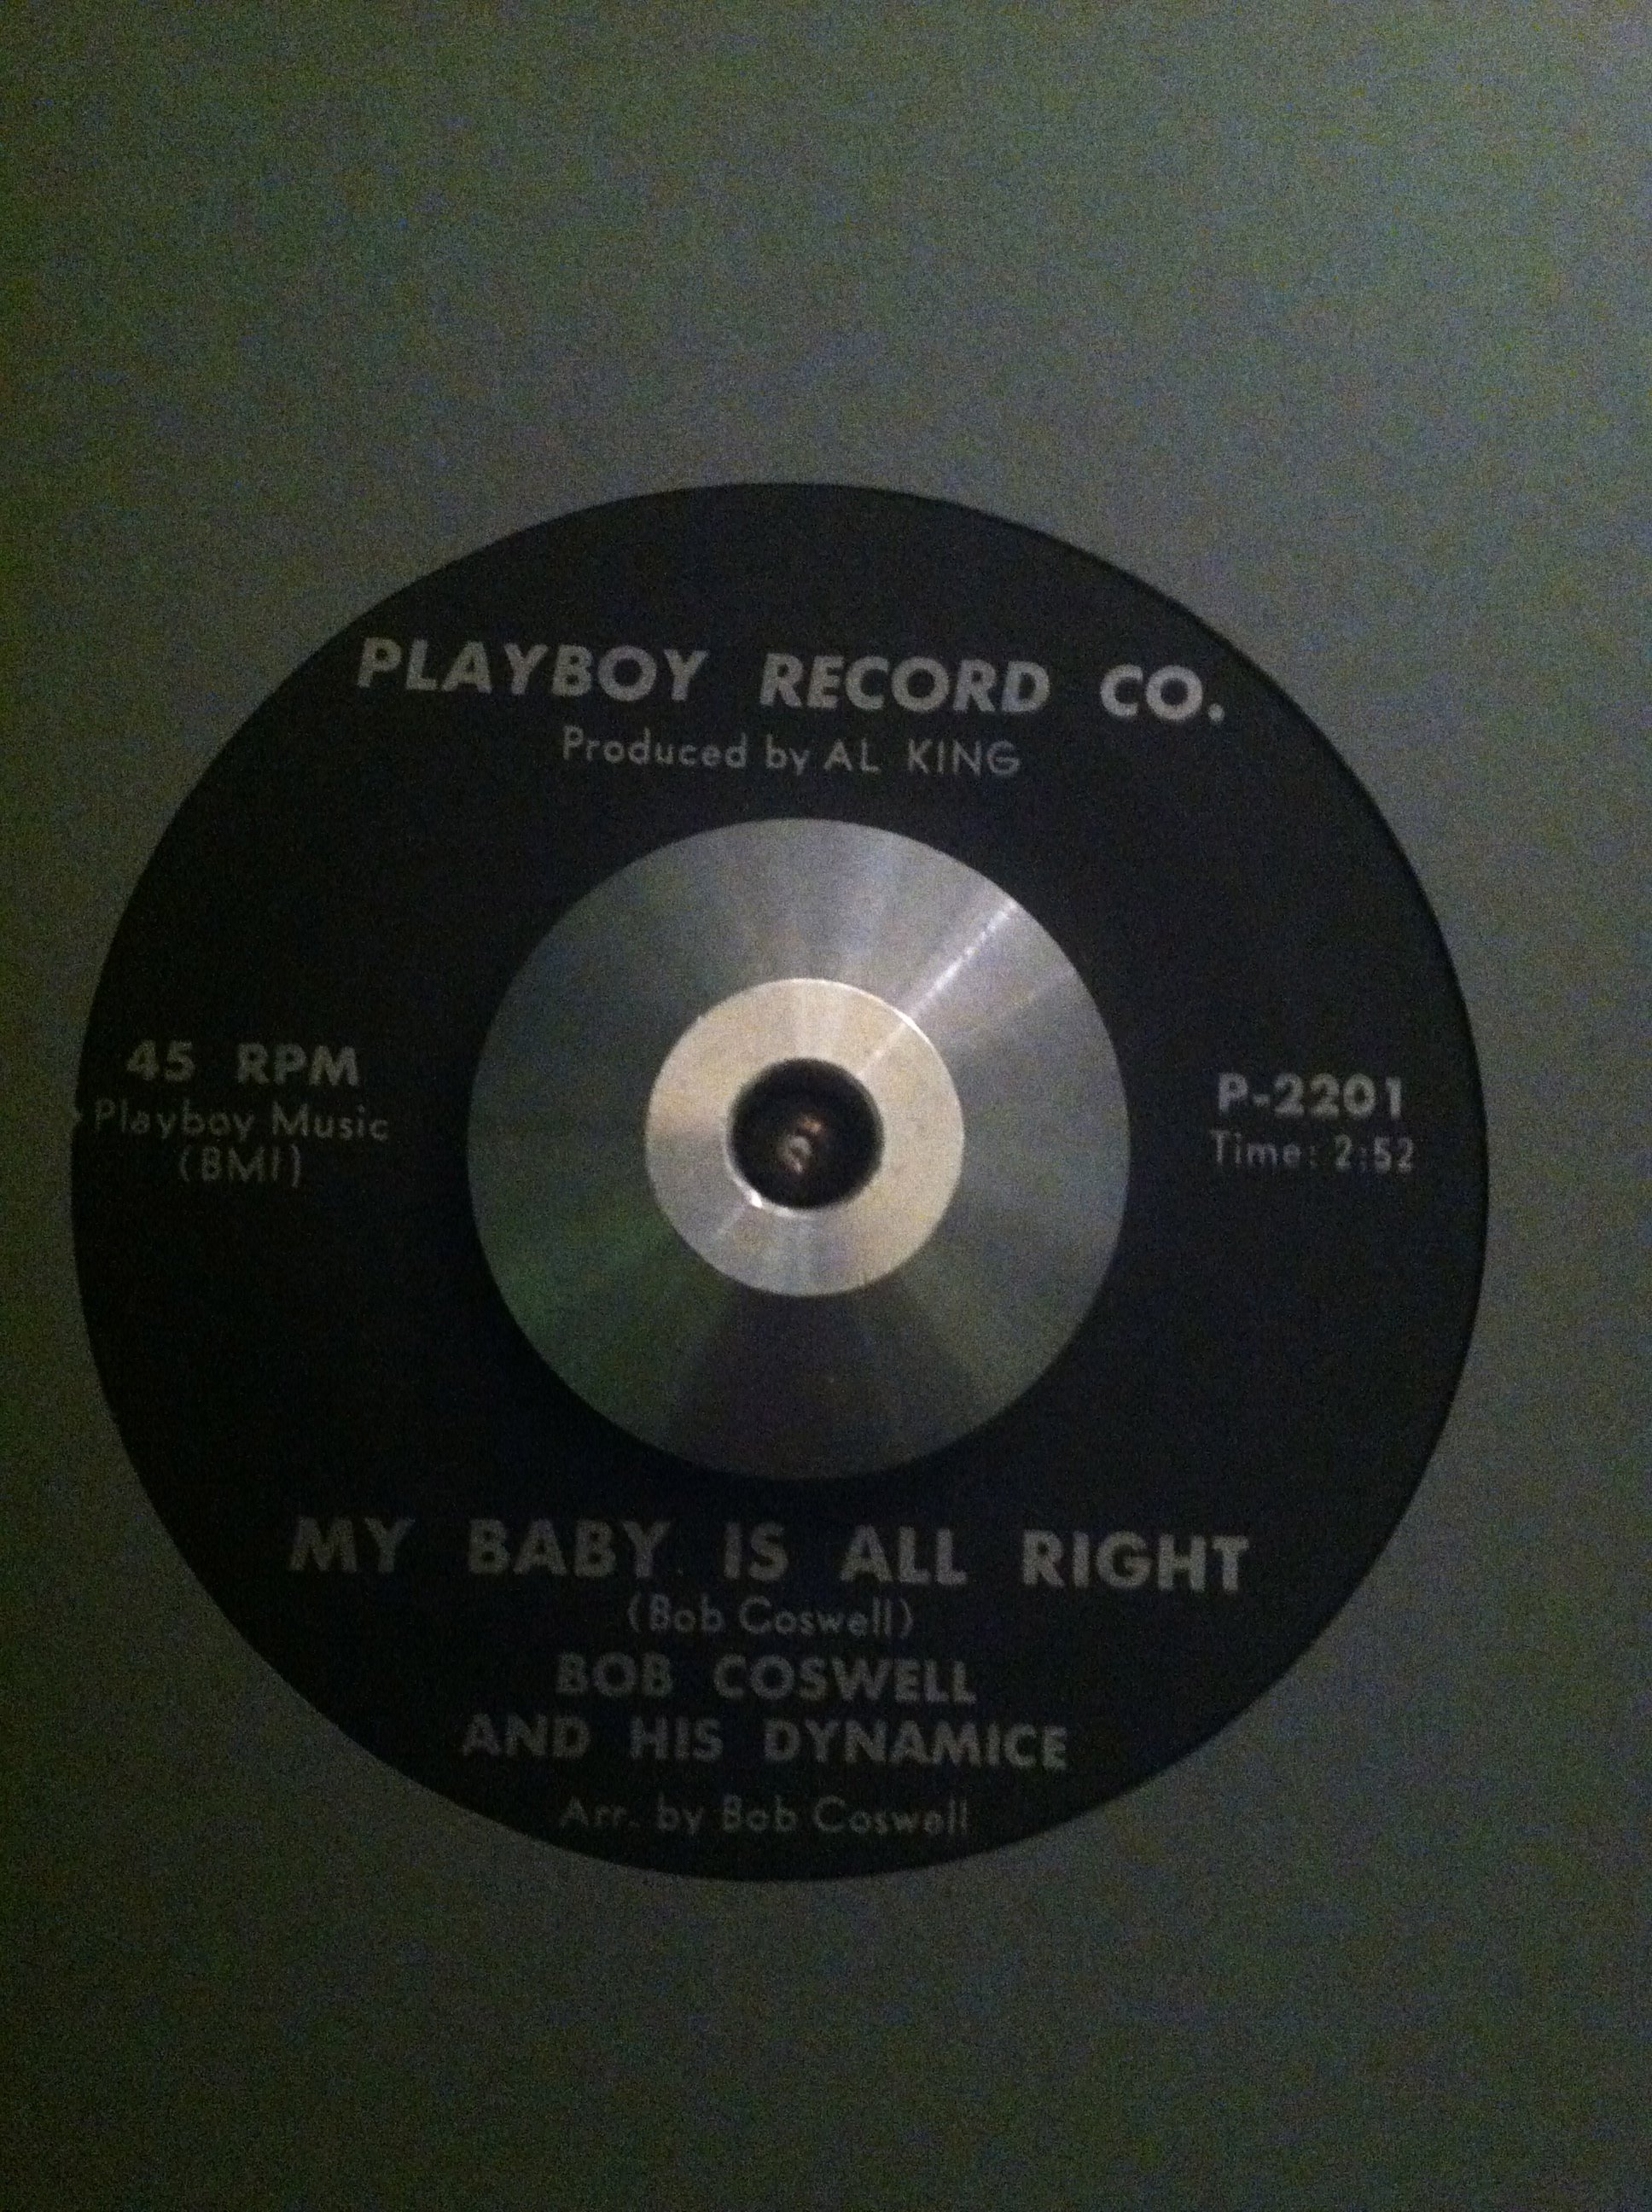 PLAYBOY RECORD CO.
Produced by AL KING
45 RPM
Playboy Music
(BMI)
P-2201
Time: 2:52
MY BABY IS ALL RIGHT
(Bob Coswell)
BOB COSWELL
AND HIS DYNAMICE
Arr. by Bob Coswell